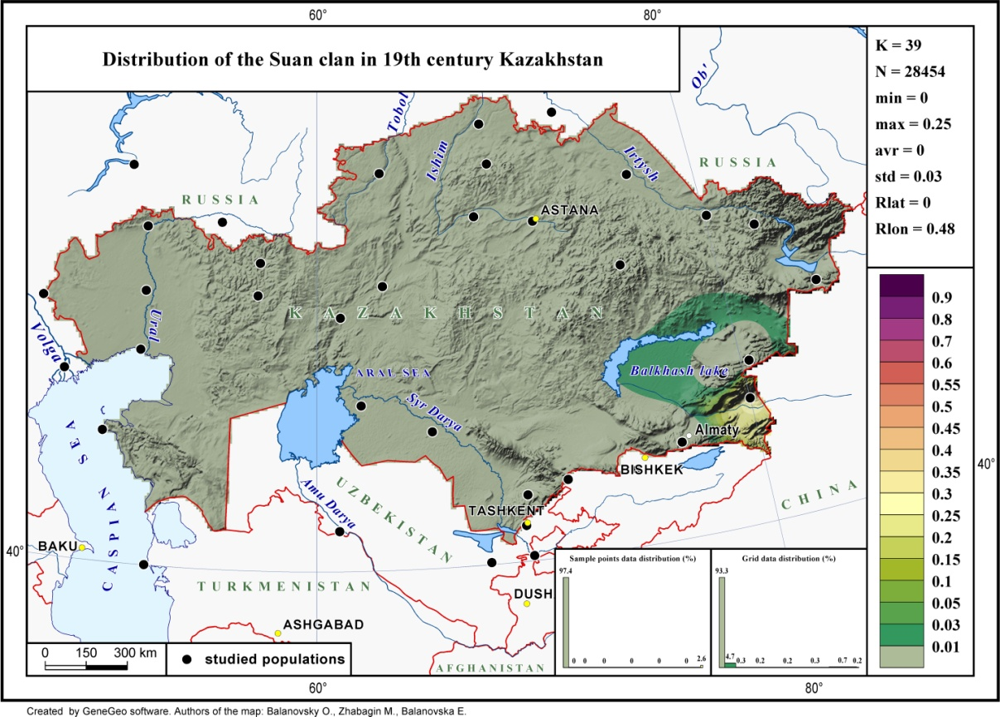 60°
80°
Distribution of the Suan clan in 19th century Kazakhstan
K = 39
N = 28454
min = 0
max = 0.25
avr = 0
std = 0.03
Rlat = 0
Rlon = 0.48
Ob'
Tobol
Ishim
Irtysh
RUSSIA
RUSSIA
ASTANA
KAZAKHSTAN
Ural
Volga
ARAL SEA
Syr Darya
Balkhash lake
Almaty
BISHKEK
CASPIAN SEA
Amu Darya
UZBEKISTAN
TASHKENT
CHINA
40°
40°
BAKU
TURKMENISTAN
DUSH
ASHGABAD
AFGHANISTAN
0.9
0.8
0.7
0.6
0.55
0.5
0.45
0.4
0.35
0.3
0.25
0.2
0.15
0.1
0.05
0.03
0.01
Sample points data distribution (%)
97.4
0 0 0 0 0 0 0 2.6
Grid data distribution (%)
93.3
4.7 0.3 0.2 0.2 0.3 0.7 0.2
0 150 300 km
studied populations
60°
80°
Created by GeneGeo software. Authors of the map: Balanovsky O., Zhabagin M., Balanovska E.